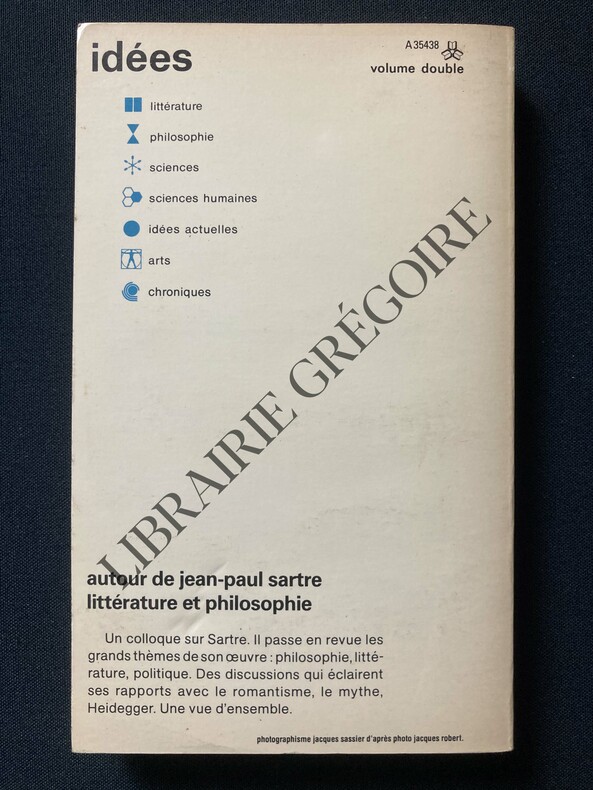 idées
A 35438
volume double
littérature
philosophie
sciences
sciences humaines
idées actuelles
arts
chroniques
LIBRAIRIE GRÉGOIRE
autour de jean-paul sartre
littérature et philosophie
Un colloque sur Sartre. Il passe en revue les
grands thèmes de son œuvre : philosophie, litté-
rature, politique. Des discussions qui éclairent
ses rapports avec le romantisme, le mythe,
Heidegger. Une vue d'ensemble.
photographisme jacques sassier d'après photo jacques robert.